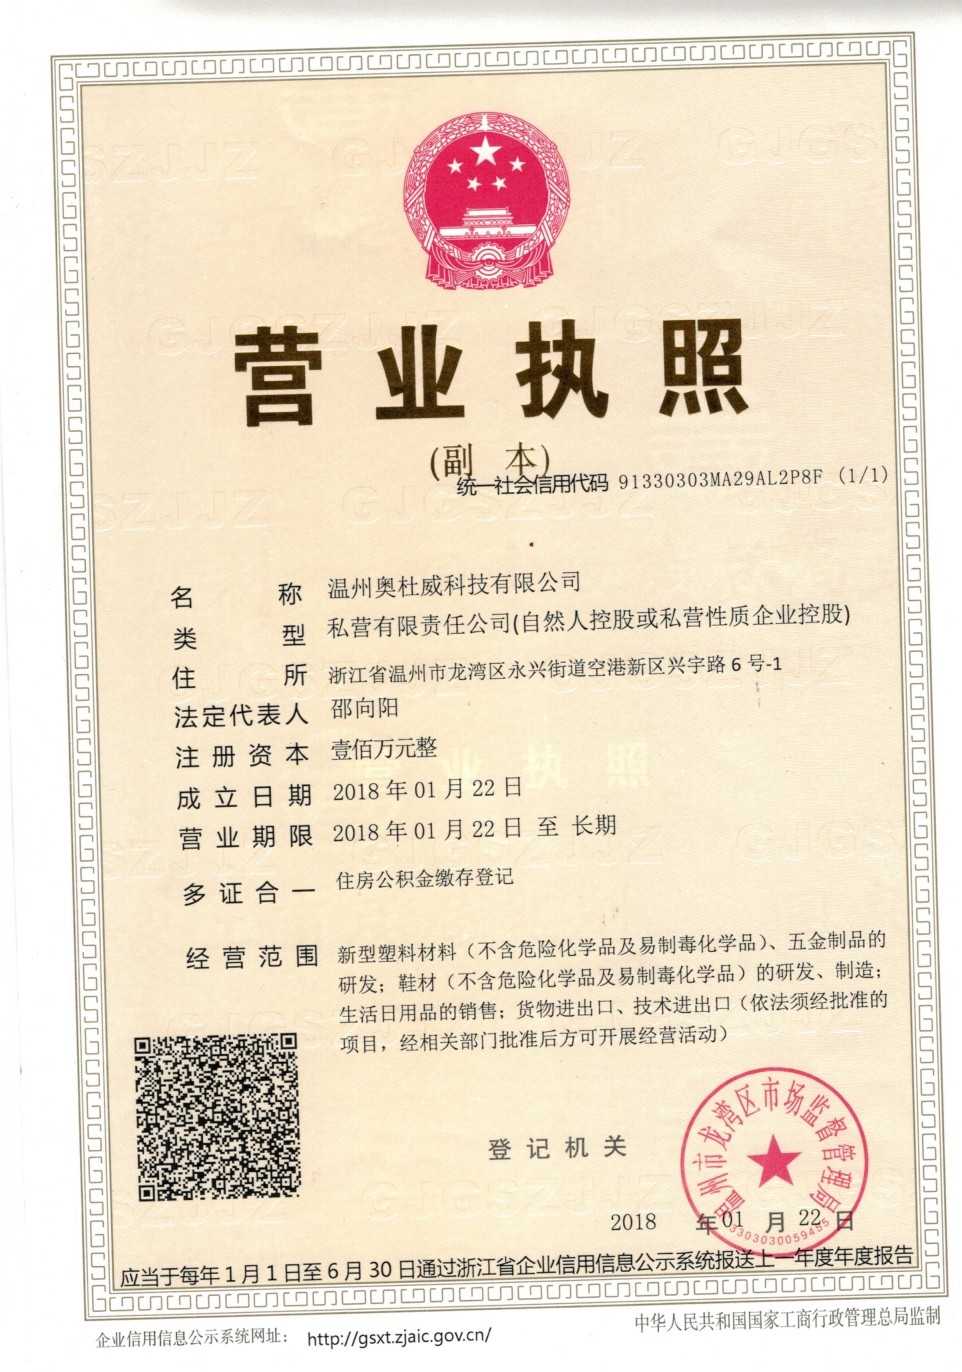 营业执照
(副 本)
统一社会信用代码 91330303MA29AL2P8F (1/1)
名称 温州奥杜威科技有限公司
类型 私营有限责任公司(自然人控股或私营性质企业控股)
住所 浙江省温州市龙湾区永兴街道空港新区兴宇路6号-1
法定代表人 邵向阳
注册资本 壹佰万元整
成立日期 2018年01月22日
营业期限 2018年01月22日 至 长期
多证合一 住房公积金缴存登记
经营范围 新型塑料材料（不含危险化学品及易制毒化学品）、五金制品的
研发；鞋材（不含危险化学品及易制毒化学品）的研发、制造；
生活日用品的销售；货物进出口、技术进出口（依法须经批准的
项目，经相关部门批准后方可开展经营活动）
温州市龙湾区市场监督管理局
登记机关
2018 年 01 月 22 日
3303030059455
应当于每年1月1日至6月30日通过浙江省企业信用信息公示系统报送上一年度年度报告
企业信用信息公示系统网址： http://gsxt.zjaic.gov.cn/
中华人民共和国国家工商行政管理总局监制